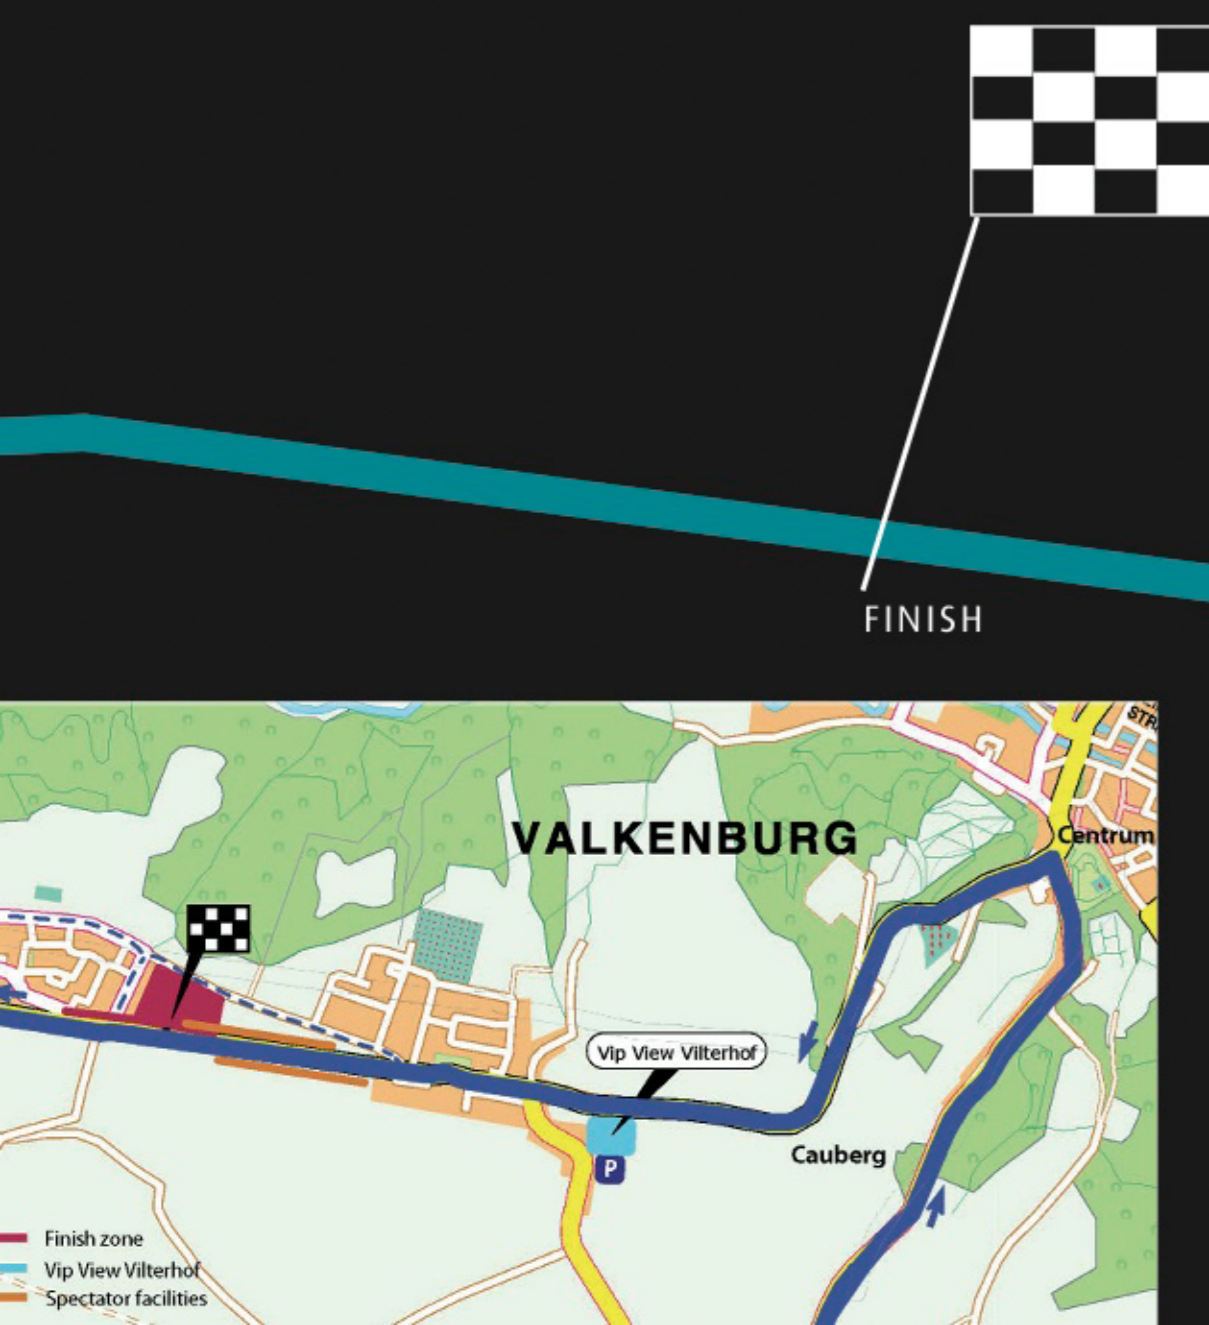 FINISH
VALKENBURG
Centrum
Vip View Vilterhof
Cauberg
P
Finish zone
Vip View Vilterhof
Spectator facilities